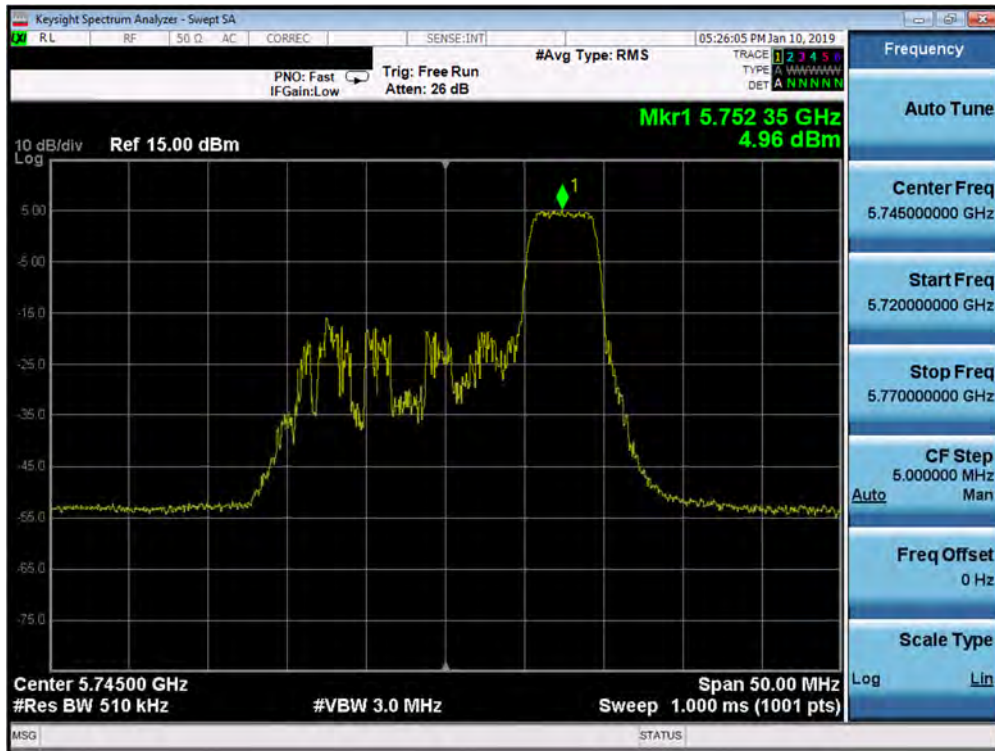 Keysight Spectrum Analyzer - Swept SA
LXI RL RF 50 Ω AC CORREC SENSE:INT 05:26:05 PM Jan 10, 2019
PNO: Fast
IFGain:Low
Trig: Free Run
Atten: 26 dB
#Avg Type: RMS
TRACE 1 2 3 4 5 6
TYPE A WWWWW
DET A N N N N N
Mkr1 5.752 35 GHz
4.96 dBm
10 dB/div
Log
Ref 15.00 dBm
1
5.00
-5.00
-15.0
-25.0
-35.0
-45.0
-55.0
-65.0
-75.0
Center 5.74500 GHz
Span 50.00 MHz
#Res BW 510 kHz
#VBW 3.0 MHz
Sweep 1.000 ms (1001 pts)
MSG
STATUS
Frequency
Auto Tune
Center Freq
5.745000000 GHz
Start Freq
5.720000000 GHz
Stop Freq
5.770000000 GHz
CF Step
5.000000 MHz
Auto Man
Freq Offset
0 Hz
Scale Type
Log Lin